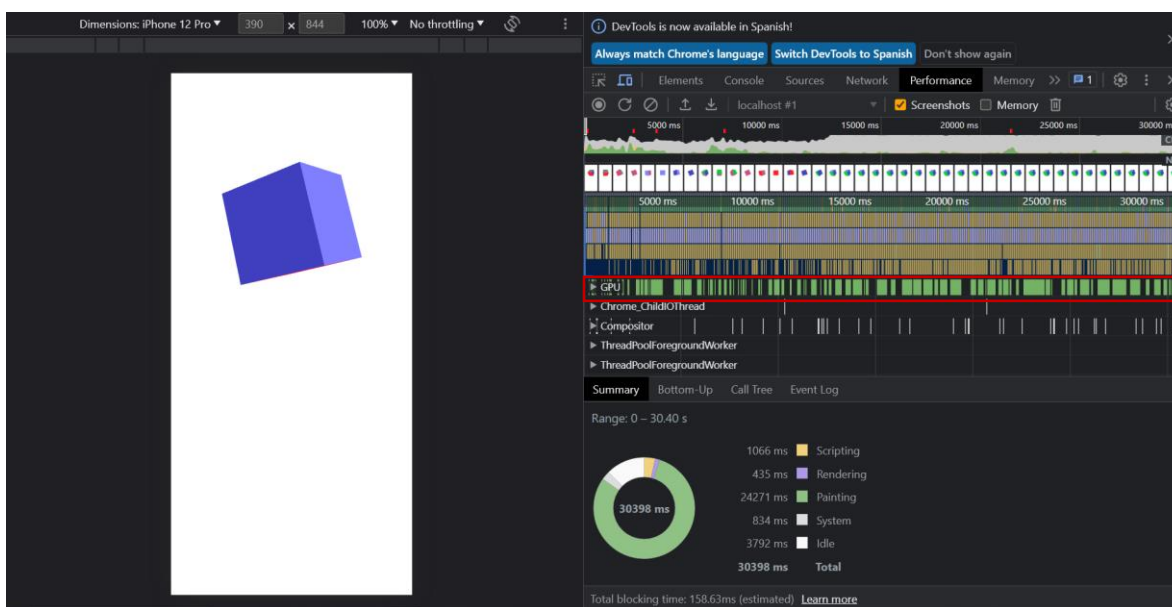 Dimensions: iPhone 12 Pro ▼ 390 x 844 100% ▼ No throttling ▼
DevTools is now available in Spanish!
Always match Chrome's language Switch DevTools to Spanish Don't show again
Elements Console Sources Network Performance Memory 1
localhost #1 Screenshots Memory
5000 ms 10000 ms 15000 ms 20000 ms 25000 ms 30000 m
5000 ms 10000 ms 15000 ms 20000 ms 25000 ms 30000 ms
GPU
Chrome_ChildIOThread
Compositor
ThreadPoolForegroundWorker
ThreadPoolForegroundWorker
Summary Bottom-Up Call Tree Event Log
Range: 0 – 30.40 s
1066 ms Scripting
435 ms Rendering
24271 ms Painting
30398 ms
834 ms System
3792 ms Idle
30398 ms Total
Total blocking time: 158.63ms (estimated) Learn more